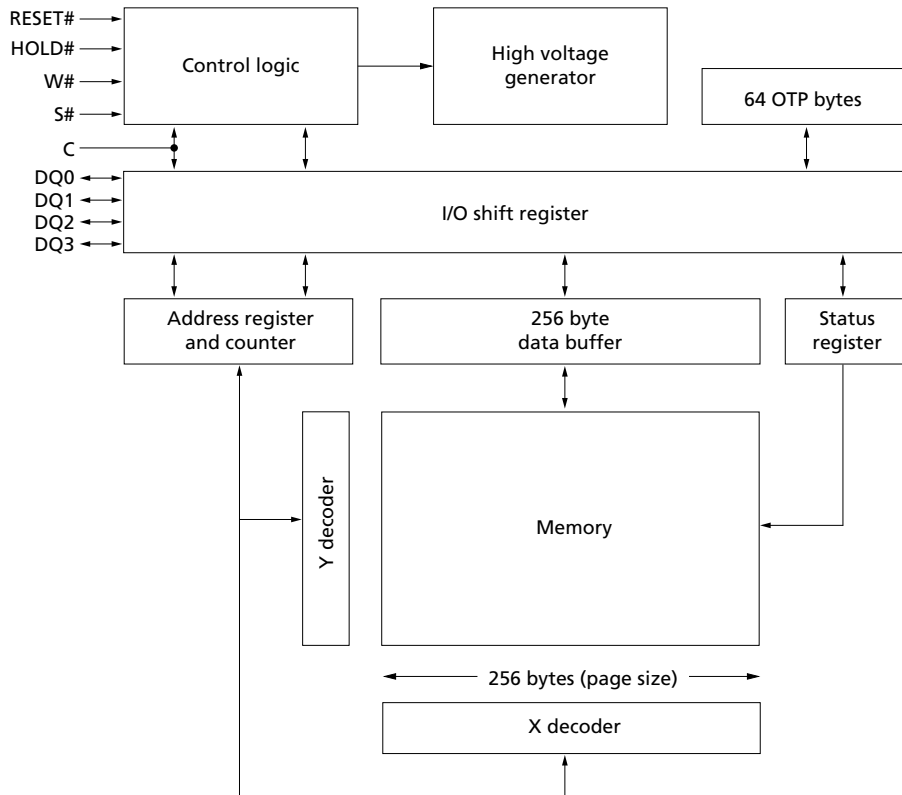 RESET#
HOLD#
W#
S#
C
DQ0
DQ1
DQ2
DQ3
Control logic
High voltage
generator
64 OTP bytes
I/O shift register
Address register
and counter
256 byte
data buffer
Status
register
Y decoder
Memory
256 bytes (page size)
X decoder